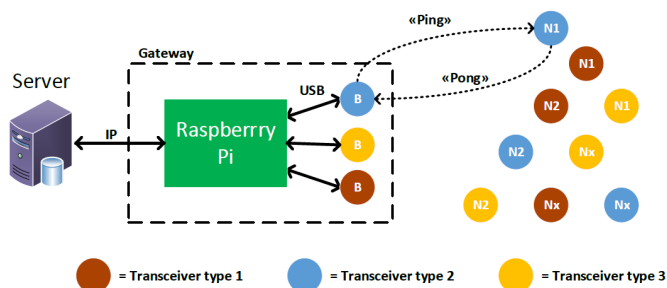 «Ping»
N1
Gateway
N1
«Pong»
Server
USB
B
N2
N1
IP
Raspberrry
Pi
B
N2
Nx
B
N2
Nx
Nx
= Transceiver type 1
= Transceiver type 2
= Transceiver type 3